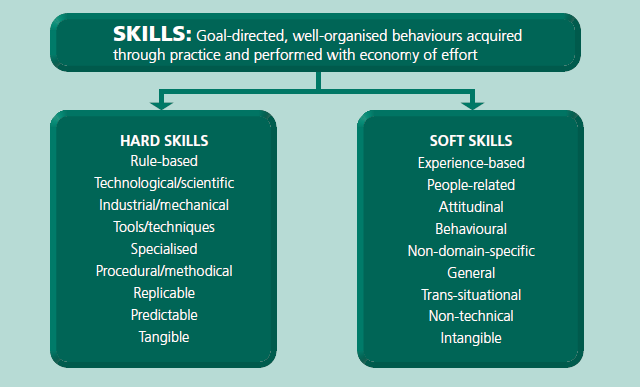 SKILLS: Goal-directed, well-organised behaviours acquired
through practice and performed with economy of effort
HARD SKILLS
Rule-based
Technological/scientific
Industrial/mechanical
Tools/techniques
Specialised
Procedural/methodical
Replicable
Predictable
Tangible
SOFT SKILLS
Experience-based
People-related
Attitudinal
Behavioural
Non-domain-specific
General
Trans-situational
Non-technical
Intangible